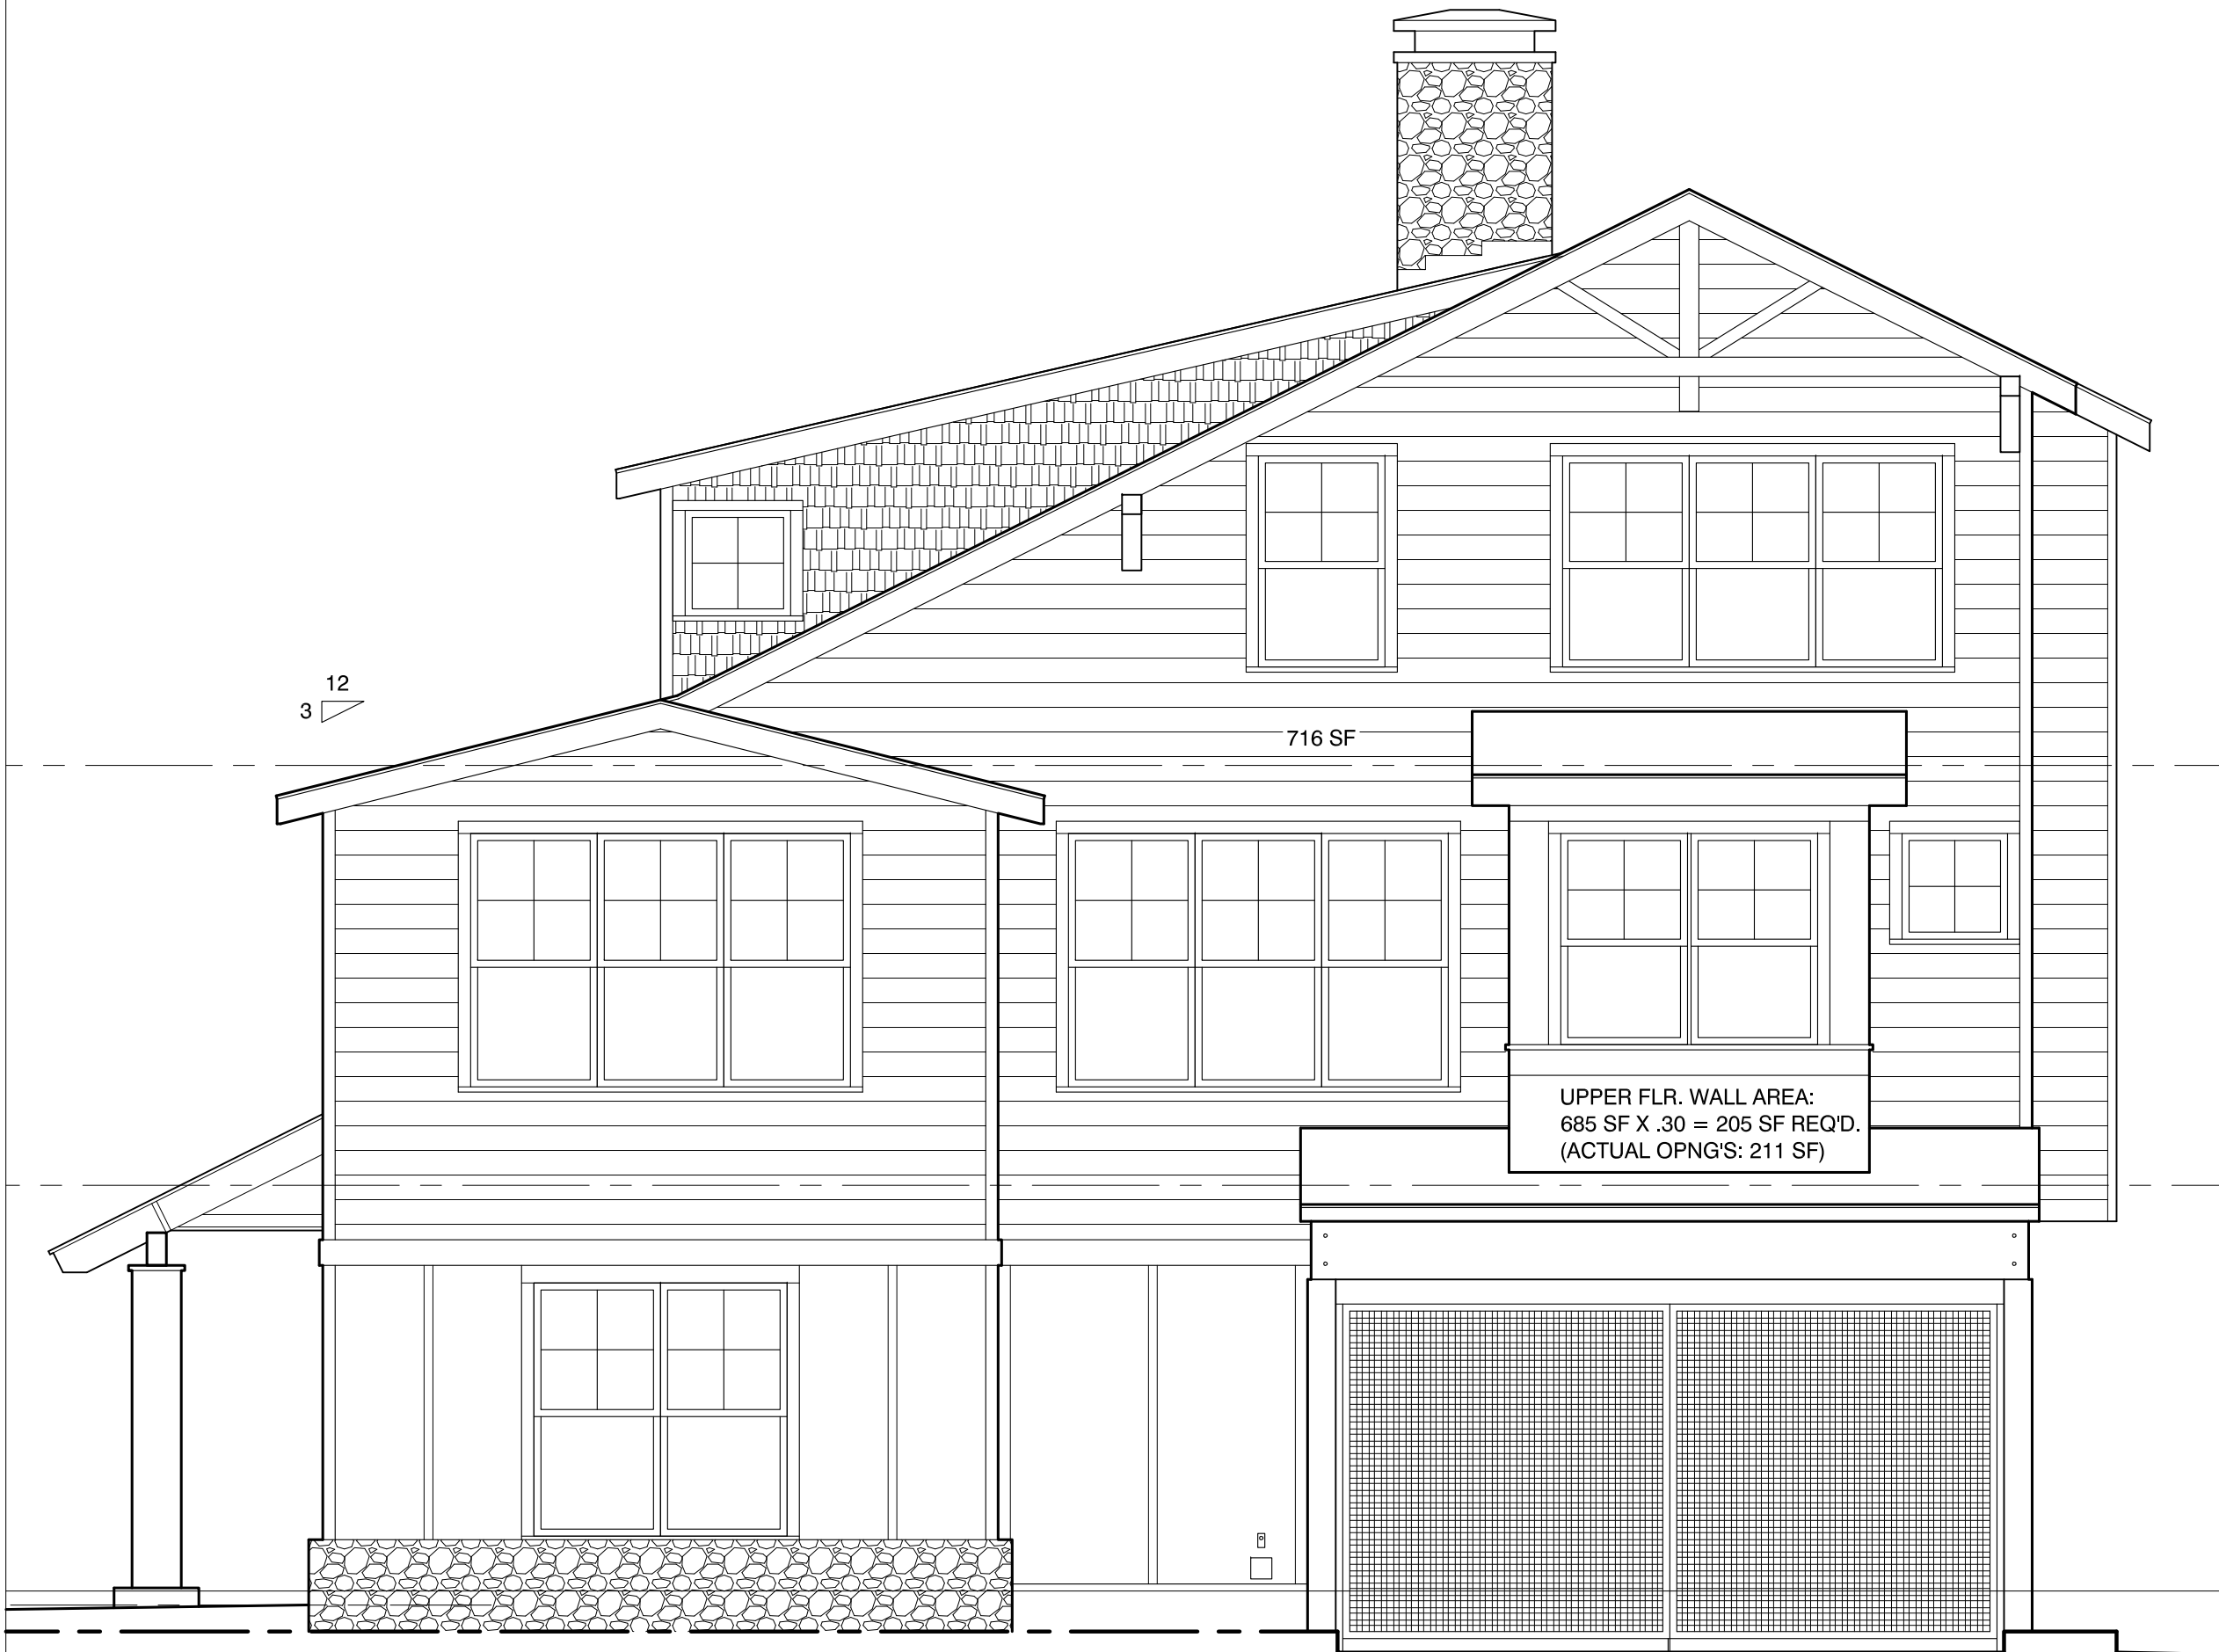 12
3
716 SF
UPPER FLR. WALL AREA:
685 SF X .30 = 205 SF REQ'D.
(ACTUAL OPNG'S: 211 SF)